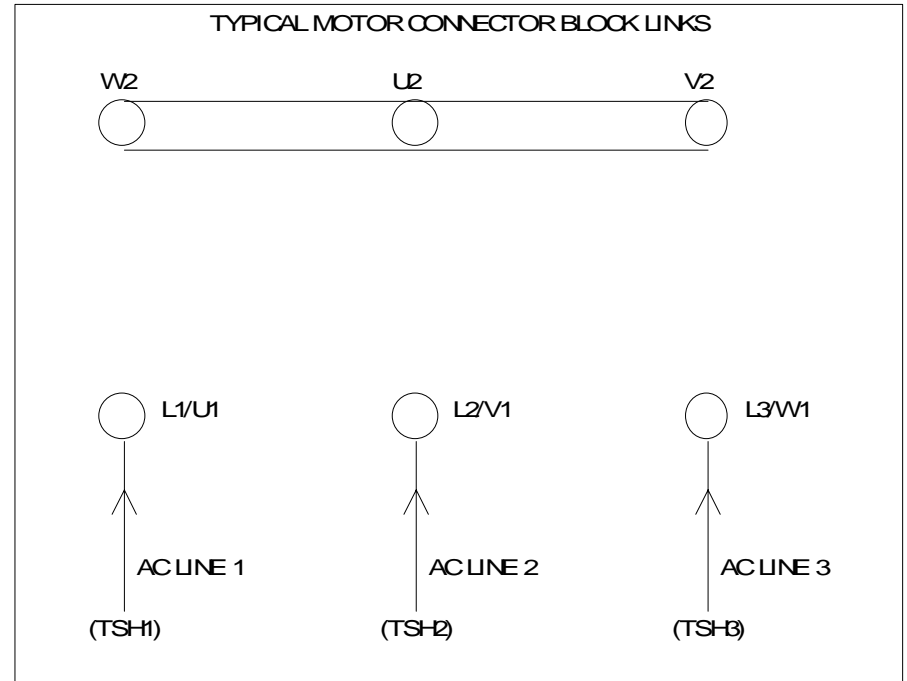 TYPICAL MOTOR CONNECTOR BLOCK LINKS
W2 U2 V2
L1/U1 L2/V1 L3/W1
AC LINE 1 AC LINE 2 AC LINE 3
(TSH1) (TSH2) (TSH3)